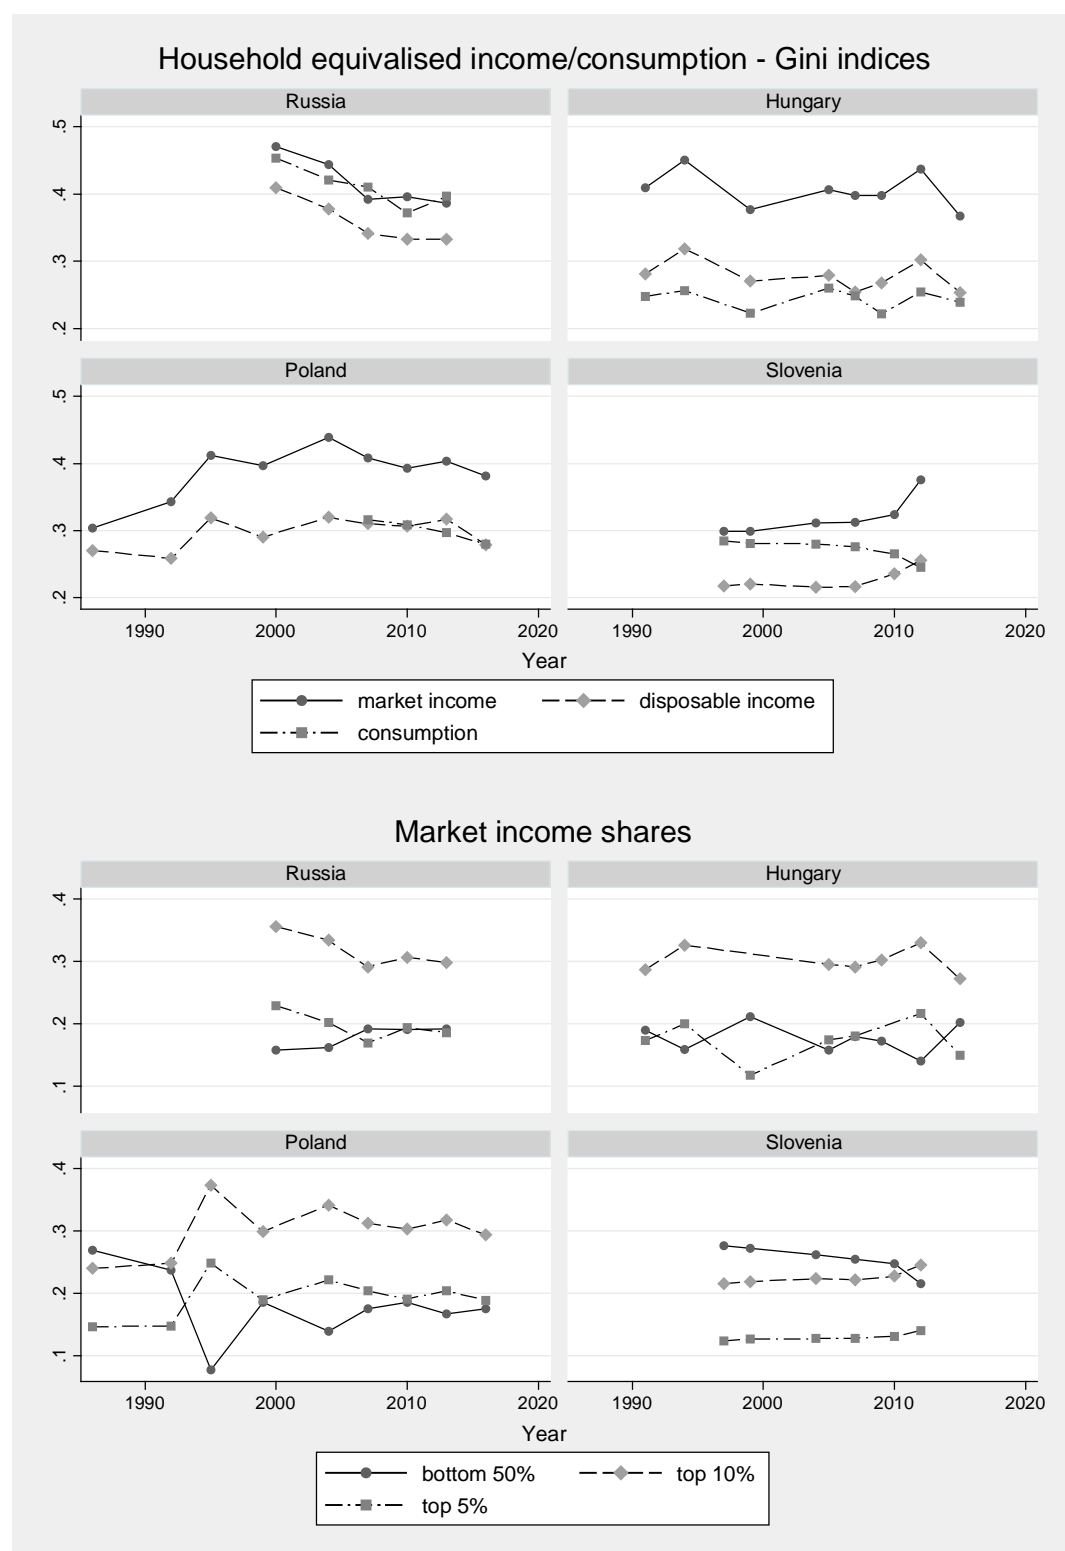 Household equivalised income/consumption - Gini indices
Russia
Hungary
.5
.4
.3
.2
Poland
Slovenia
.5
.4
.3
.2
1990 2000 2010 2020 1990 2000 2010 2020
Year
market income disposable income
consumption
Market income shares
Russia
Hungary
.4
.3
.2
.1
Poland
Slovenia
.4
.3
.2
.1
1990 2000 2010 2020 1990 2000 2010 2020
Year
bottom 50% top 10%
top 5%